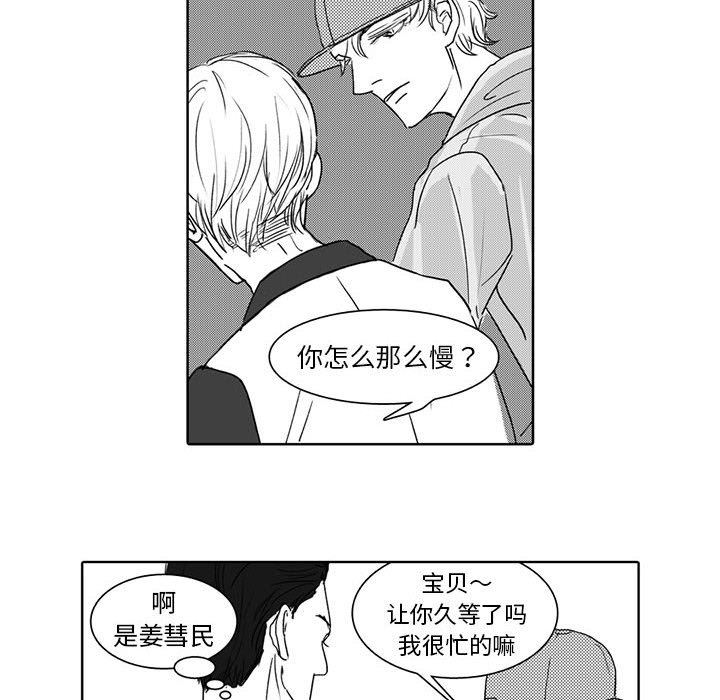 你怎么那么慢？
啊
是姜彗民
宝贝～
让你久等了吗
我很忙的嘛